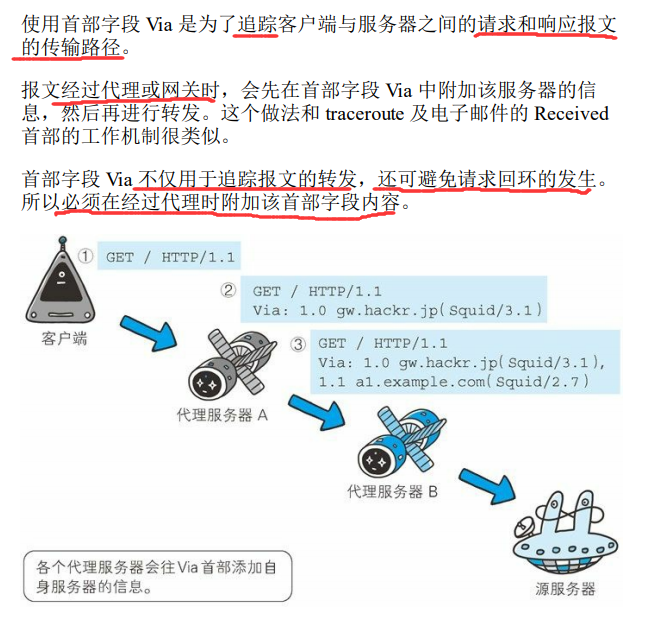 使用首部字段 Via 是为了追踪客户端与服务器之间的请求和响应报文
的传输路径。
报文经过代理或网关时，会先在首部字段 Via 中附加该服务器的信
息，然后再进行转发。这个做法和 traceroute 及电子邮件的 Received
首部的工作机制很类似。
首部字段 Via 不仅用于追踪报文的转发，还可避免请求回环的发生。
所以必须在经过代理时附加该首部字段内容。
① GET / HTTP/1.1
客户端
② GET / HTTP/1.1
Via: 1.0 gw.hackr.jp(Squid/3.1)
代理服务器 A
③ GET / HTTP/1.1
Via: 1.0 gw.hackr.jp(Squid/3.1),
1.1 a1.example.com(Squid/2.7)
代理服务器 B
源服务器
各个代理服务器会往Via首部添加自
身服务器的信息。